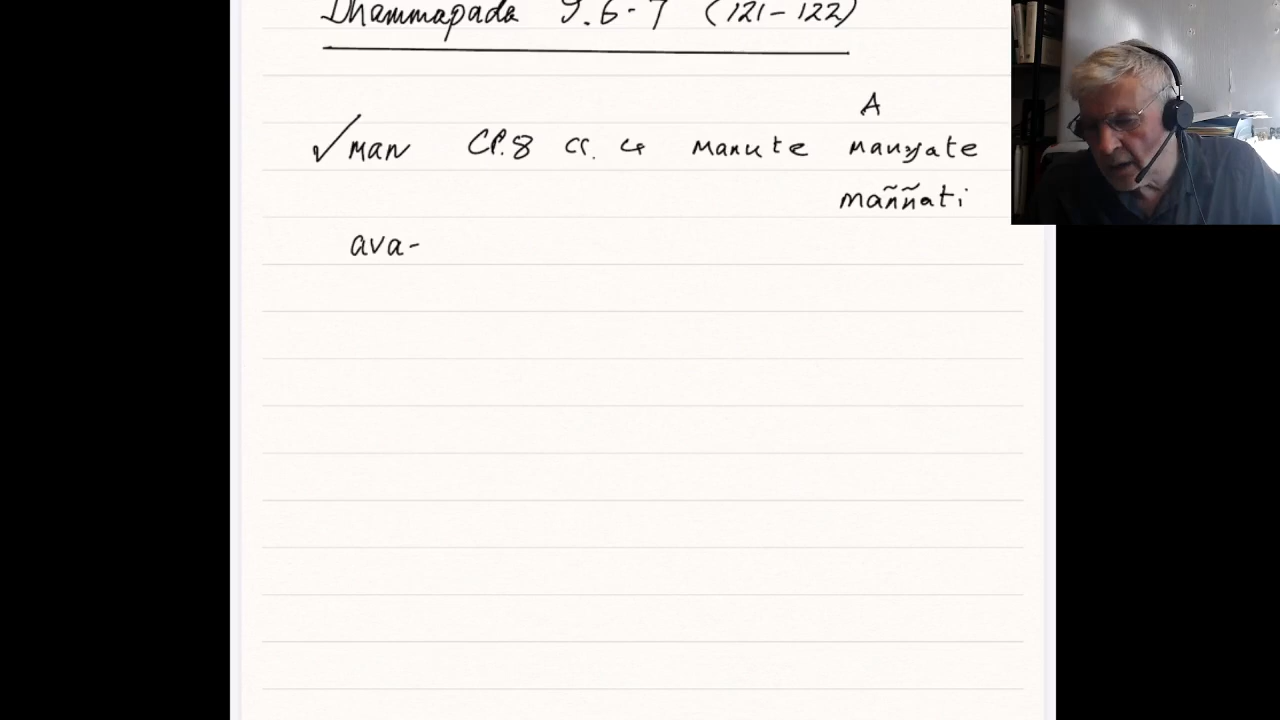 Dhammapada 9.6-7 (121-122)
A
√man Cl.8 Cl. 4 manute manyate
maññati
ava-